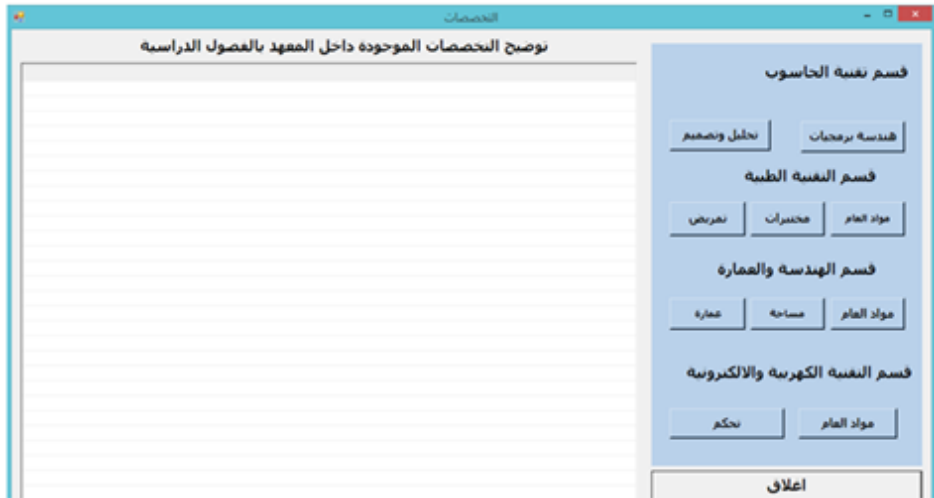 التخصصات
توضيح التخصصات الموجودة داخل المعهد بالفصول الدراسية
قسم تقنية الحاسوب
هندسة برمجيات تحليل وتصميم
قسم التقنية الطبية
مواد العام مختبرات تمريض
قسم الهندسة والعمارة
مواد العام مساحة عمارة
قسم التقنية الكهربية والالكترونية
مواد العام تحكم
اغلاق